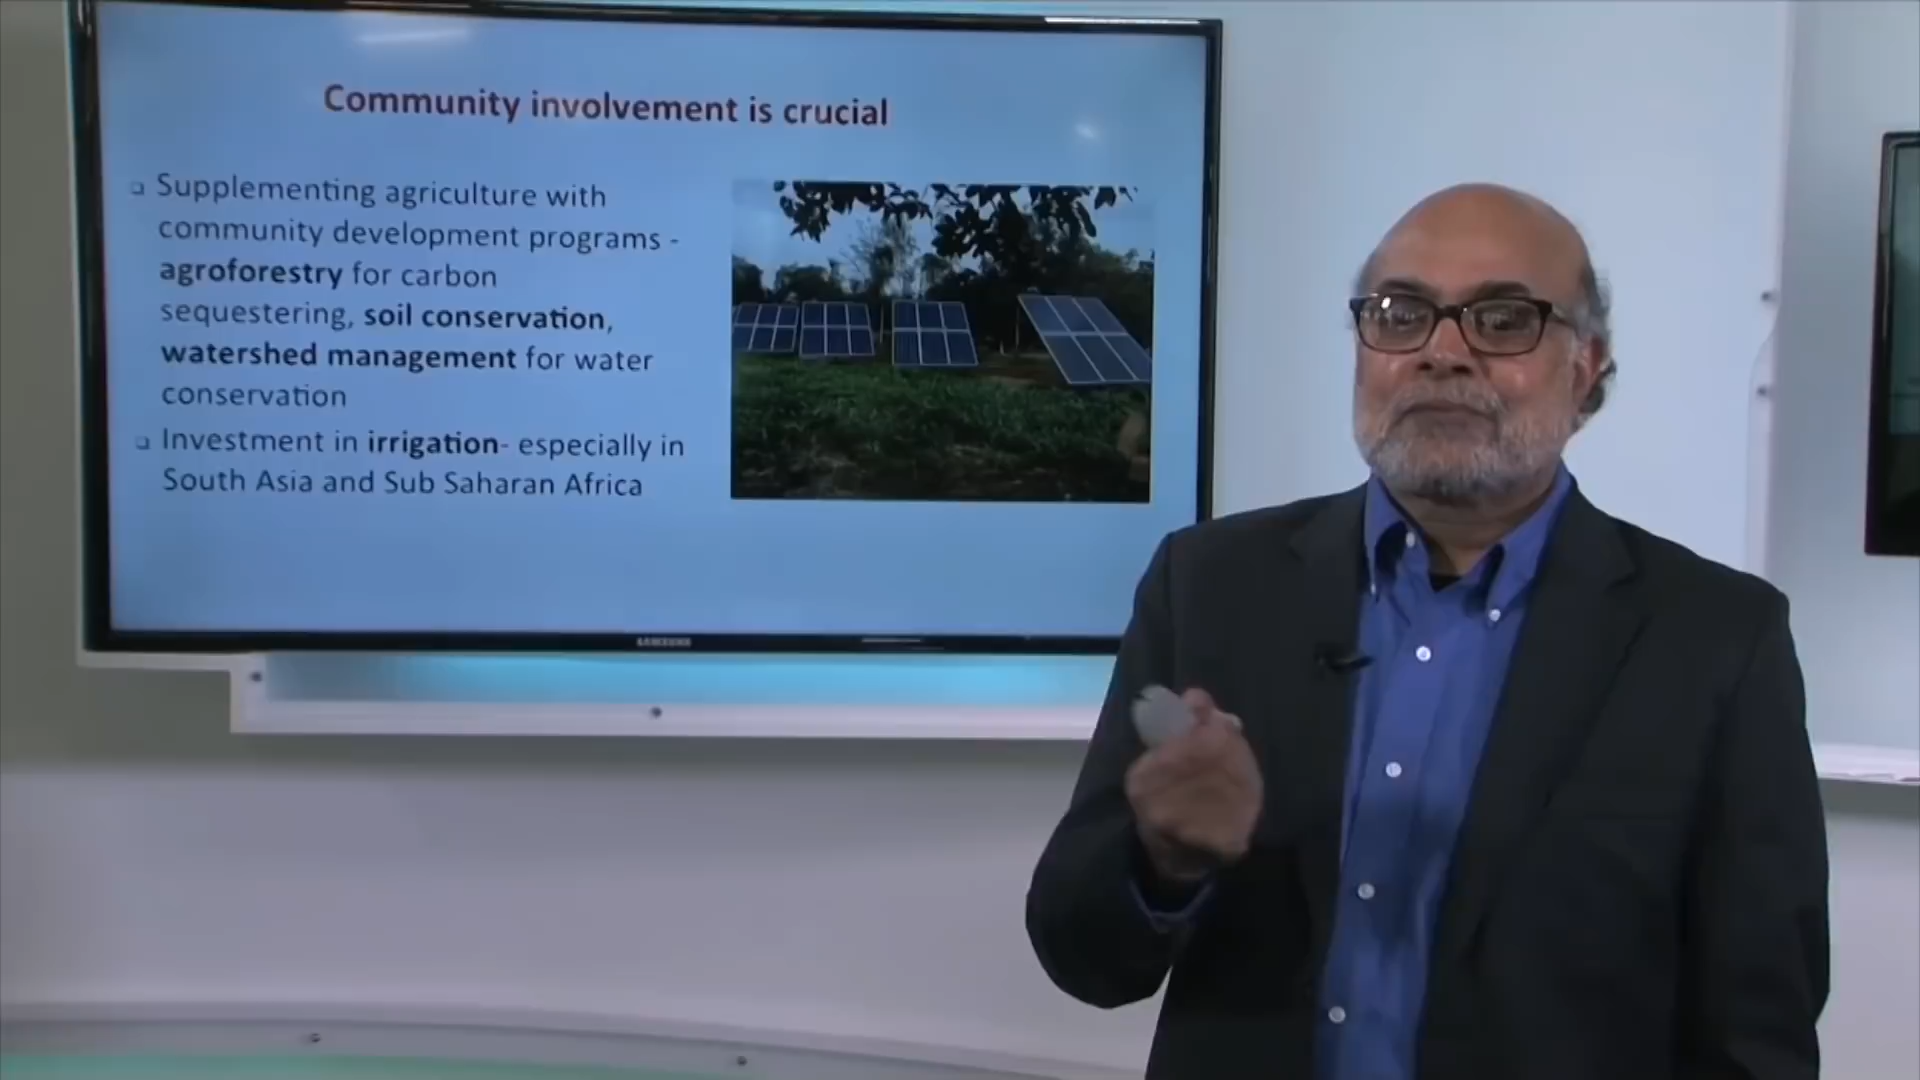 Community involvement is crucial
Supplementing agriculture with
community development programs -
agroforestry for carbon
sequestering, soil conservation,
watershed management for water
conservation
Investment in irrigation- especially in
South Asia and Sub Saharan Africa
SAMSUNG